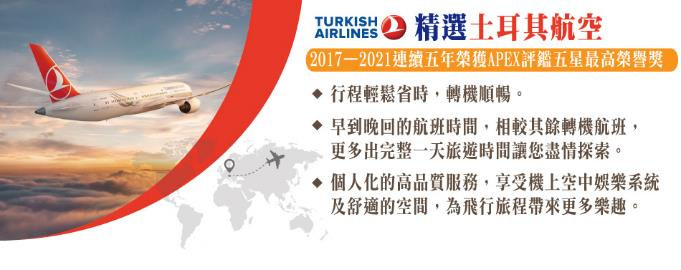 TURKISH
AIRLINES
精選土耳其航空
2017－2021連續五年榮獲APEX評鑑五星最高榮譽獎
◆ 行程輕鬆省時，轉機順暢。
◆ 早到晚回的航班時間，相較其餘轉機航班，
更多出完整一天旅遊時間讓您盡情探索。
◆ 個人化的高品質服務，享受機上空中娛樂系統
及舒適的空間，為飛行旅程帶來更多樂趣。